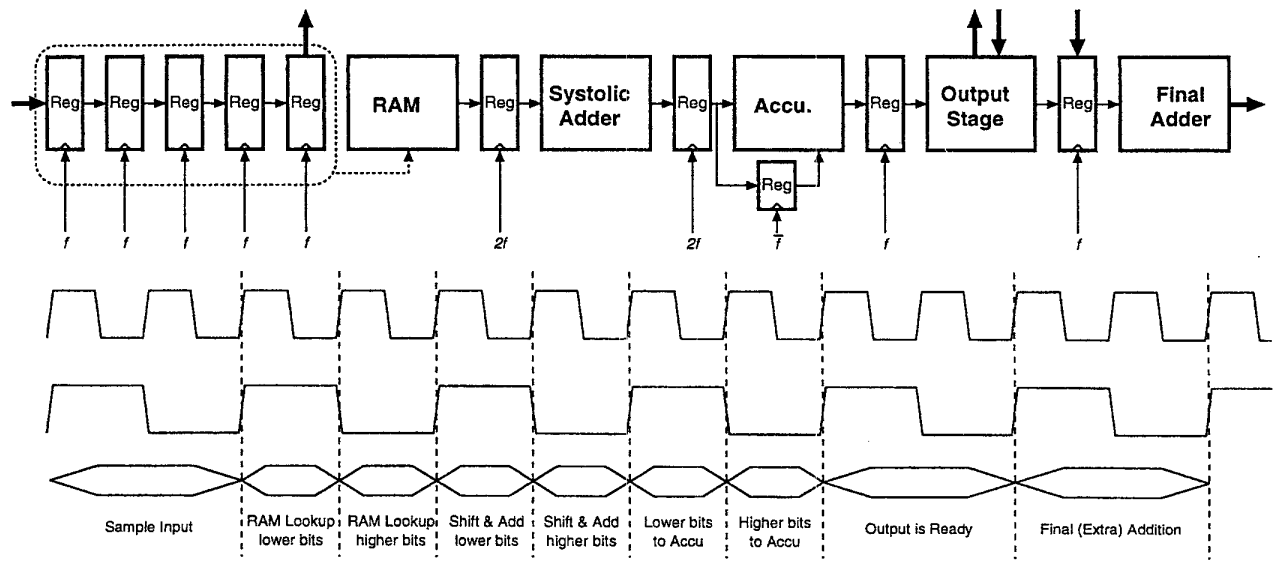 Reg
Reg
Reg
Reg
Reg
RAM
Reg
Systolic
Adder
Reg
Accu.
Reg
Reg
Output
Stage
Reg
Final
Adder
f
f
f
f
f
2f
2f
f̅
f
f
Sample Input
RAM Lookup
lower bits
RAM Lookup
higher bits
Shift & Add
lower bits
Shift & Add
higher bits
Lower bits
to Accu
Higher bits
to Accu
Output is Ready
Final (Extra) Addition